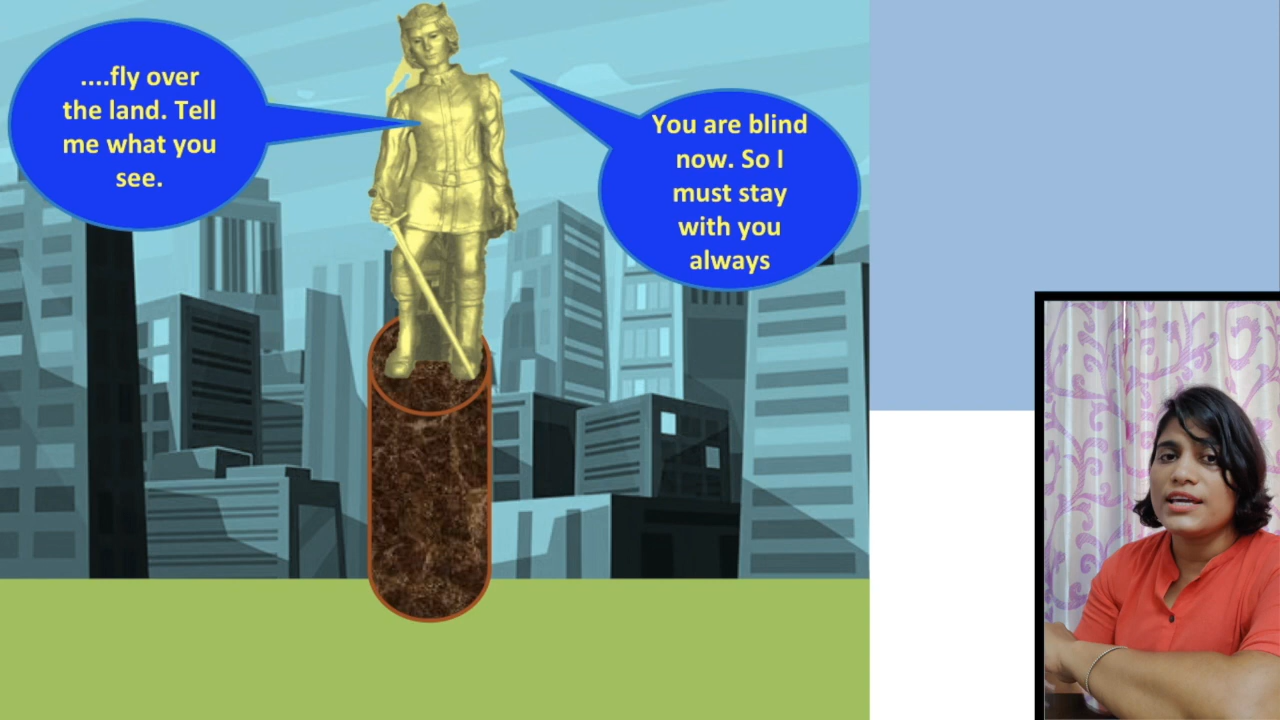 ....fly over
the land. Tell
me what you
see.
You are blind
now. So I
must stay
with you
always